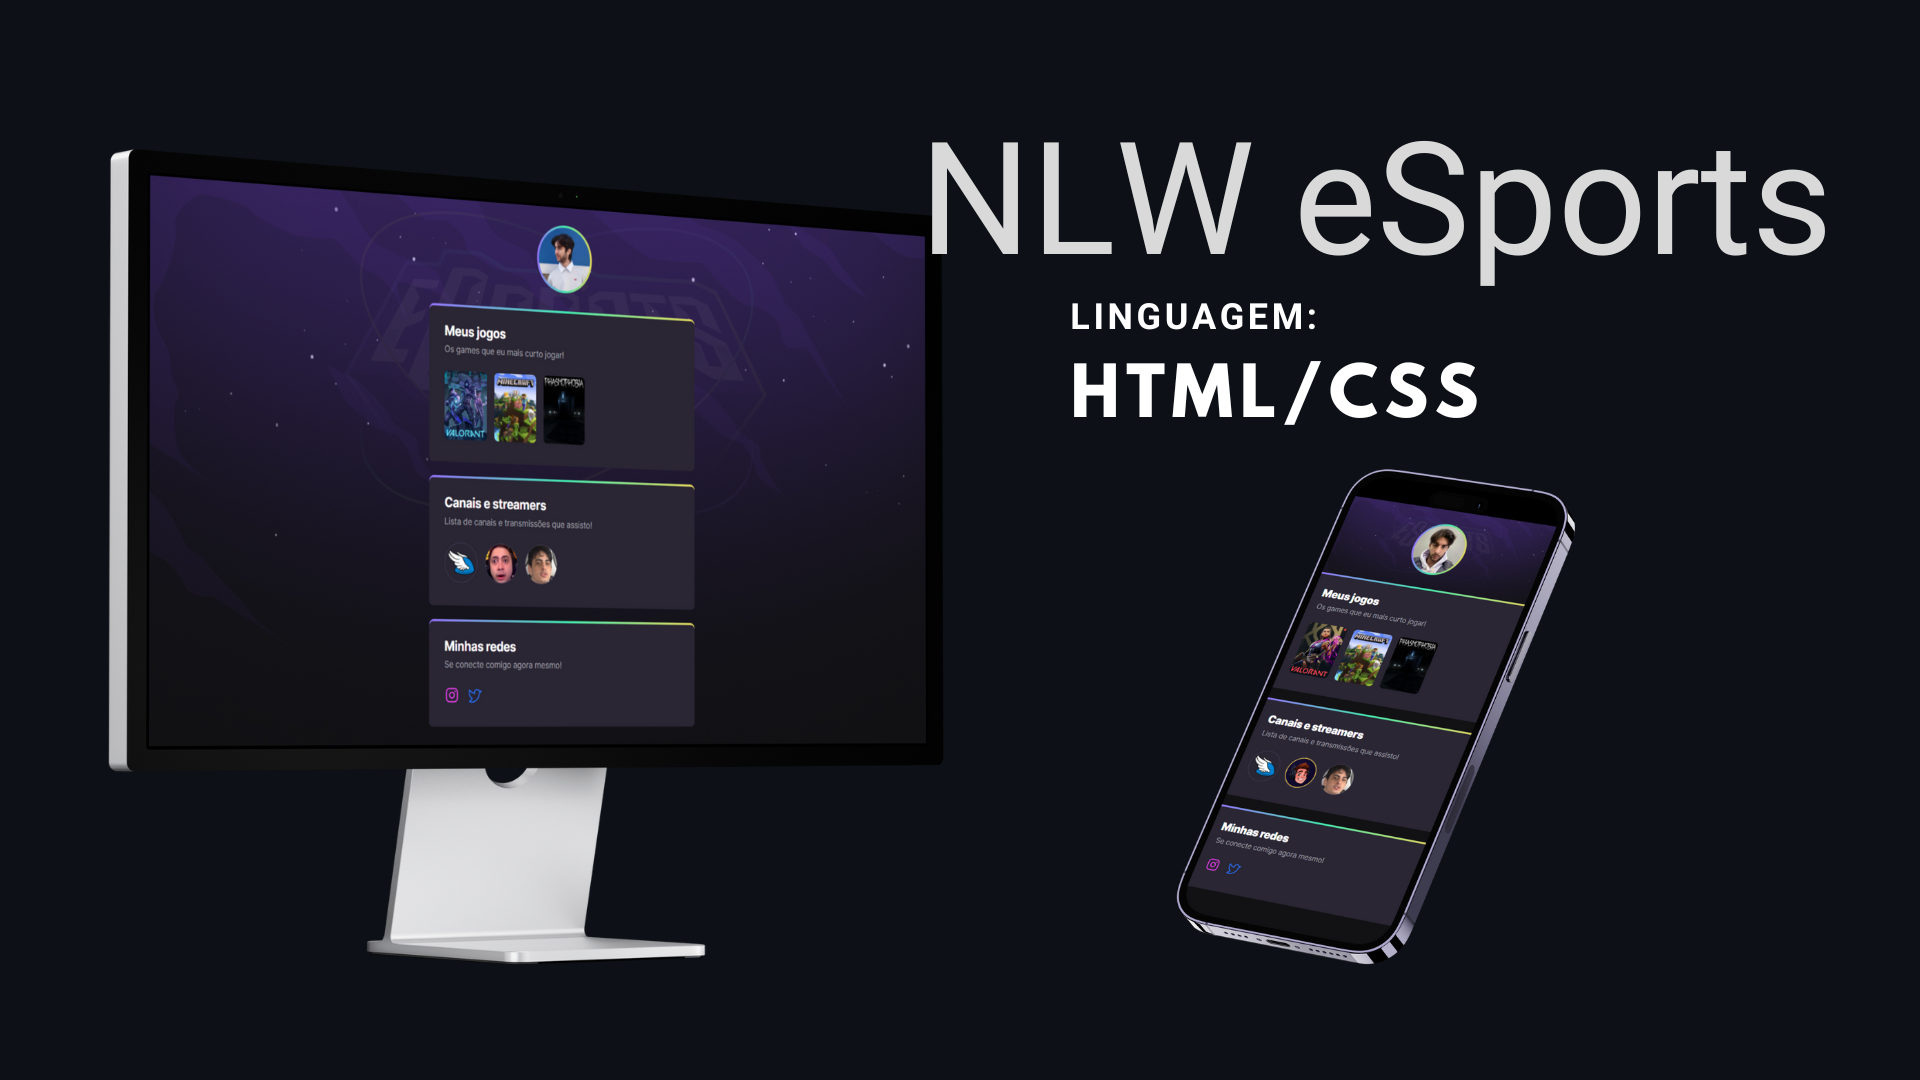 NLW eSports
LINGUAGEM:
HTML/CSS
ESPORTS
Meus jogos
Os games que eu mais curto jogar!
VALORANT
MINECRAFT
PHASMOPHOBIA
Canais e streamers
Lista de canais e transmissões que assisto!
Minhas redes
Se conecte comigo agora mesmo!
Meus jogos
Os games que eu mais curto jogar!
VALORANT
MINECRAFT
PHASMOPHOBIA
Canais e streamers
Lista de canais e transmissões que assisto!
Minhas redes
Se conecte comigo agora mesmo!